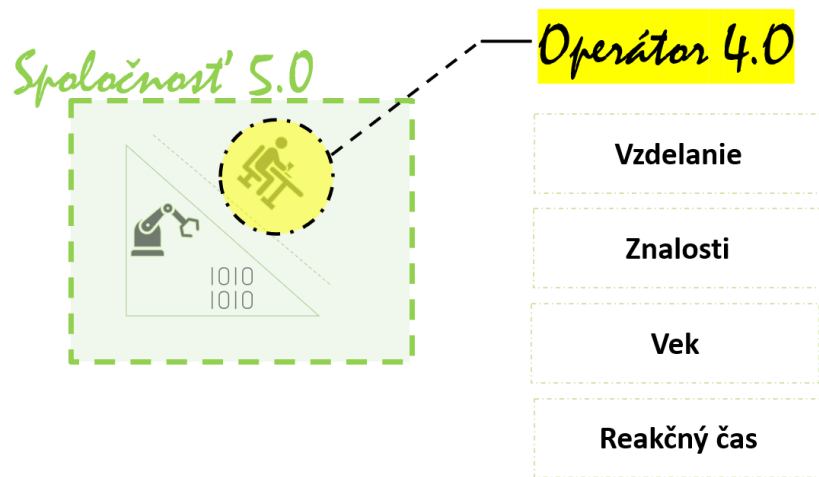 Spoločnosť 5.0
Operátor 4.0
1010
1010
Vzdelanie
Znalosti
Vek
Reakčný čas